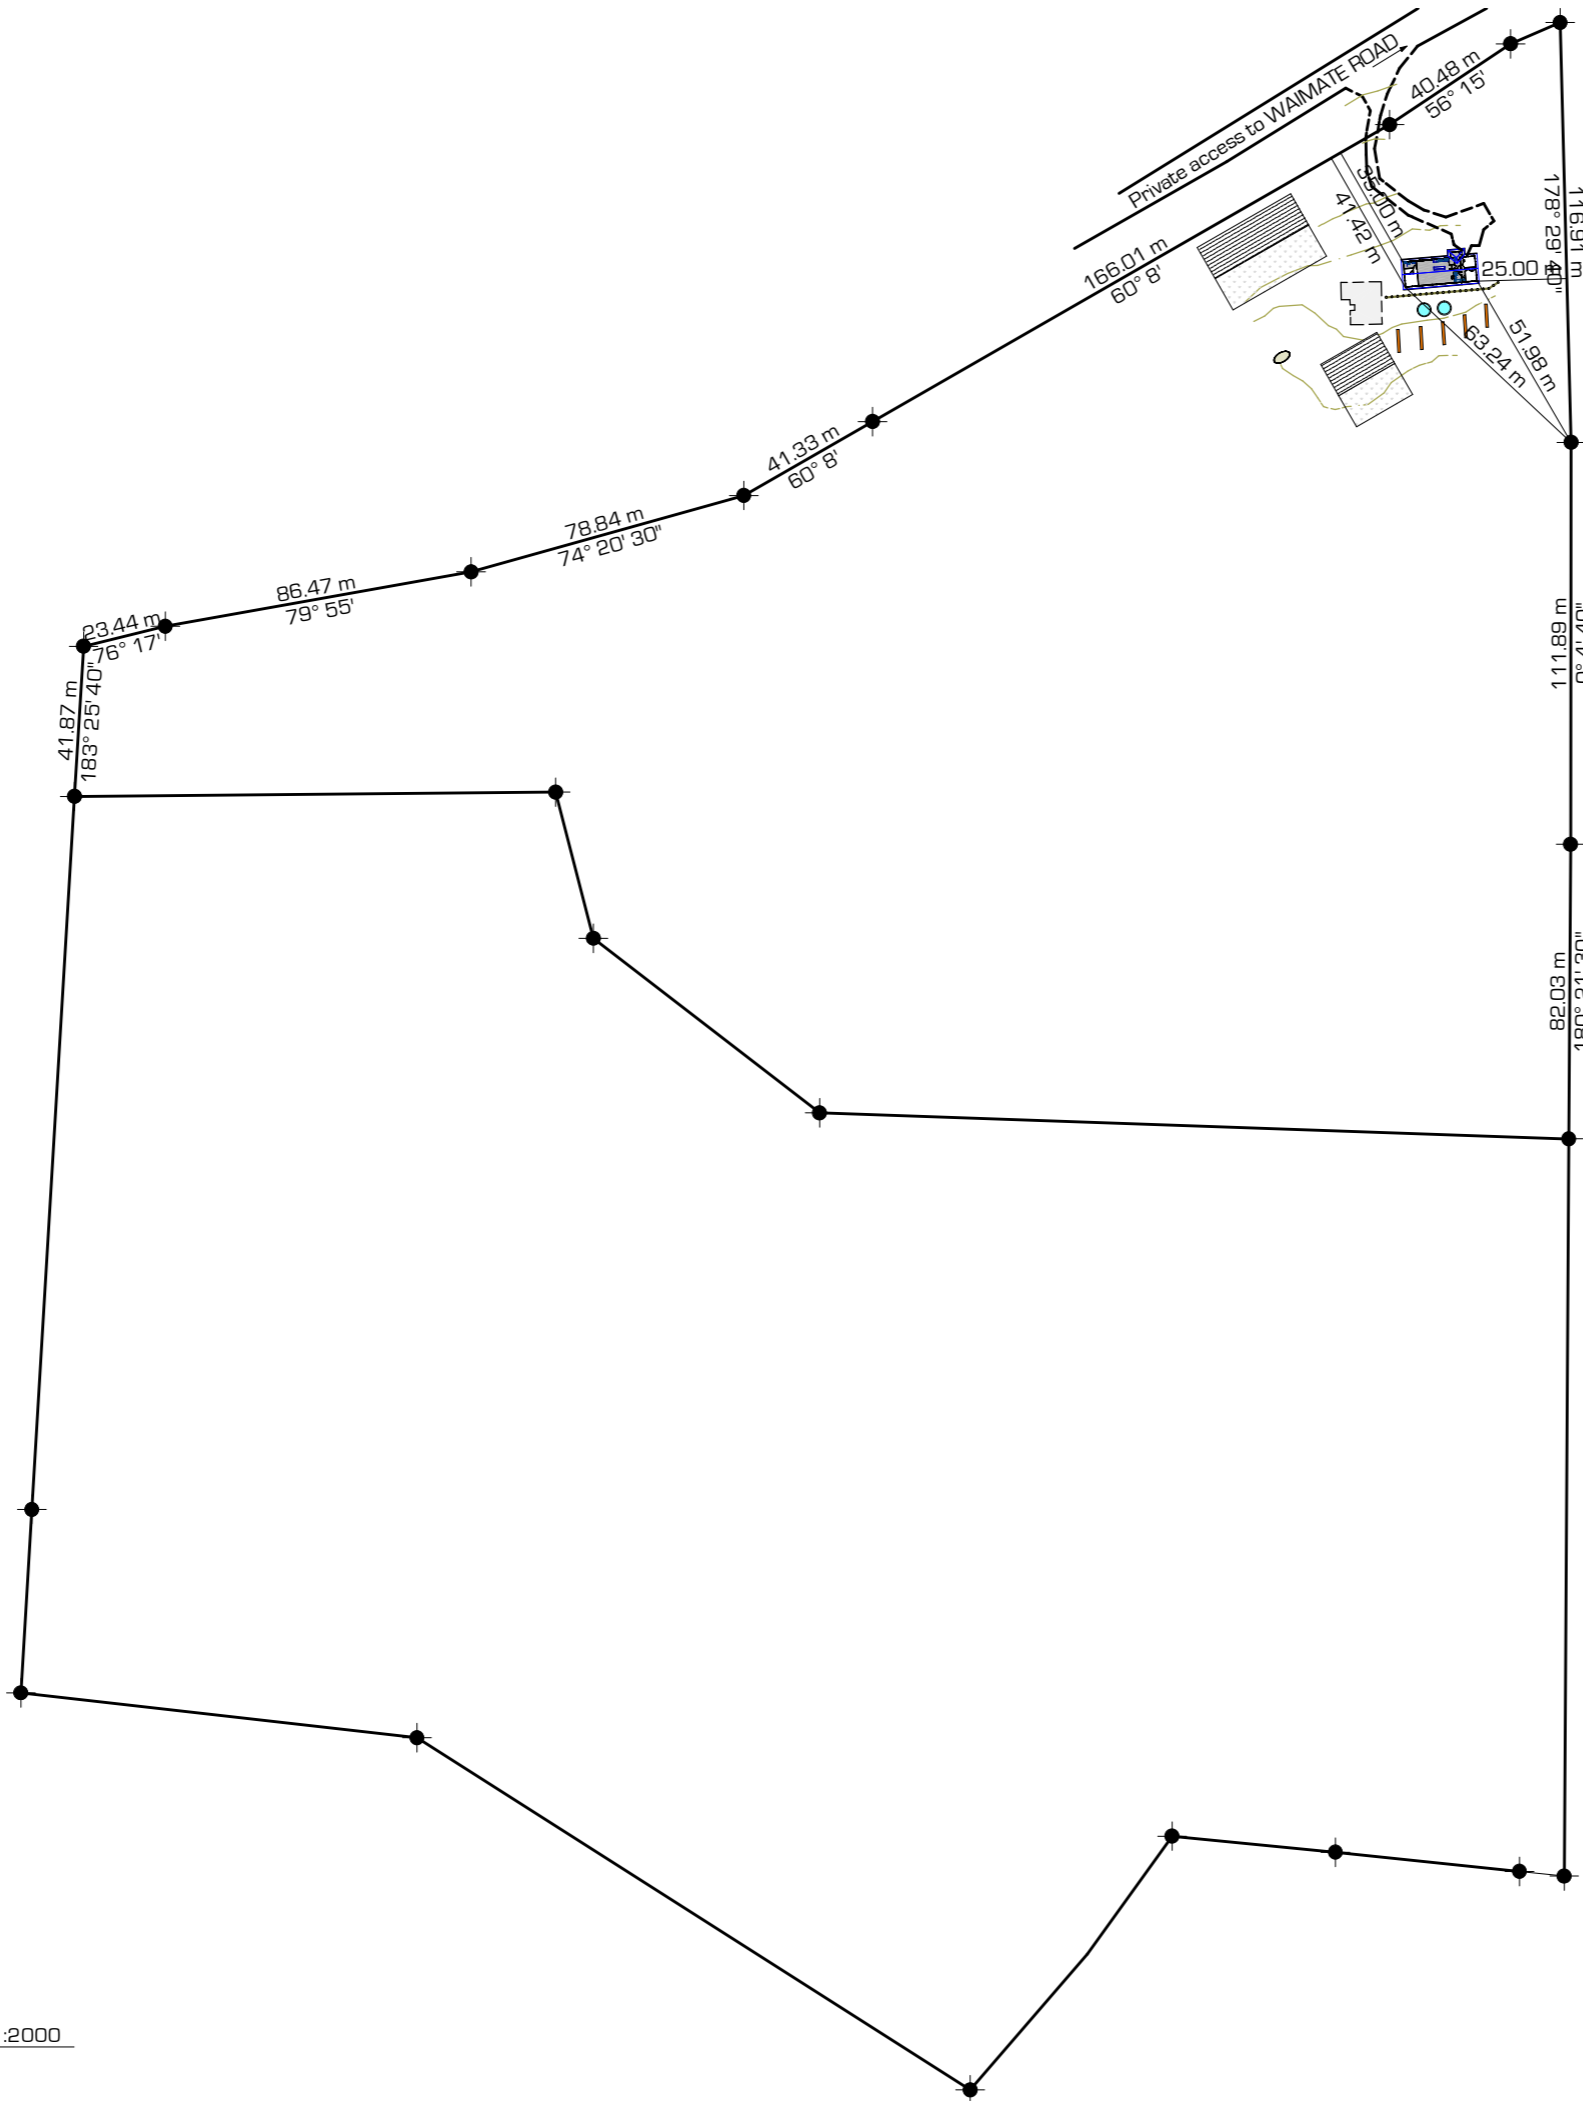 Private access to WAIMATE ROAD
40.48 m
56° 15'
116.91 m
178° 29' 40"
35.00 m
41.42 m
25.00 m
166.01 m
60° 8'
51.98 m
63.24 m
41.33 m
60° 8'
78.84 m
74° 20' 30"
86.47 m
79° 55'
23.44 m
76° 17'
41.87 m
183° 25' 40"
111.89 m
82.03 m
:2000